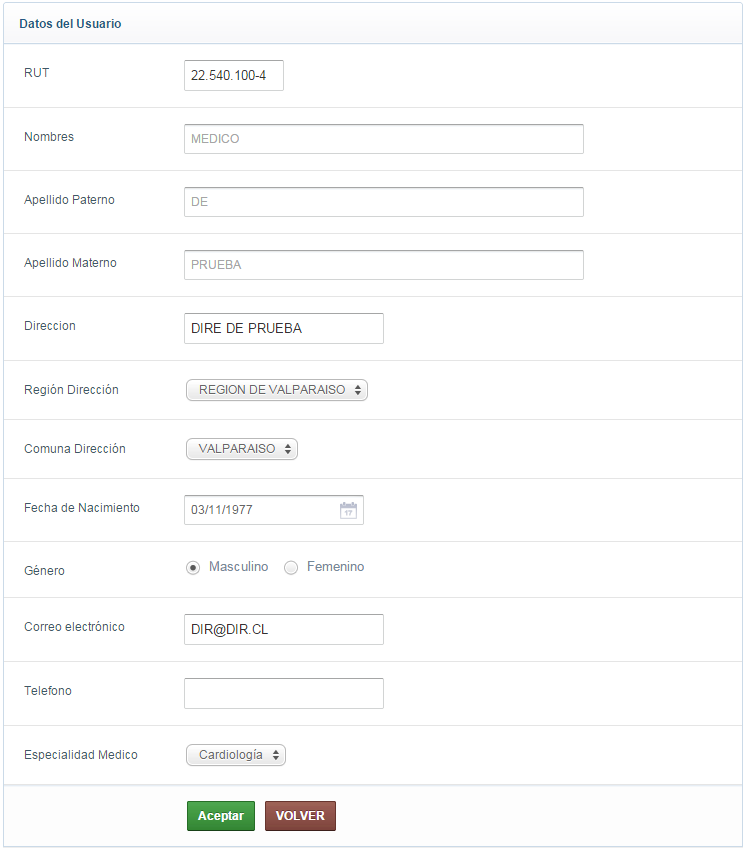 Datos del Usuario
RUT 22.540.100-4
Nombres MEDICO
Apellido Paterno DE
Apellido Materno PRUEBA
Direccion DIRE DE PRUEBA
Región Dirección REGION DE VALPARAISO
Comuna Dirección VALPARAISO
Fecha de Nacimiento 03/11/1977 17
Género Masculino Femenino
Correo electrónico DIR@DIR.CL
Telefono
Especialidad Medico Cardiología
Aceptar VOLVER